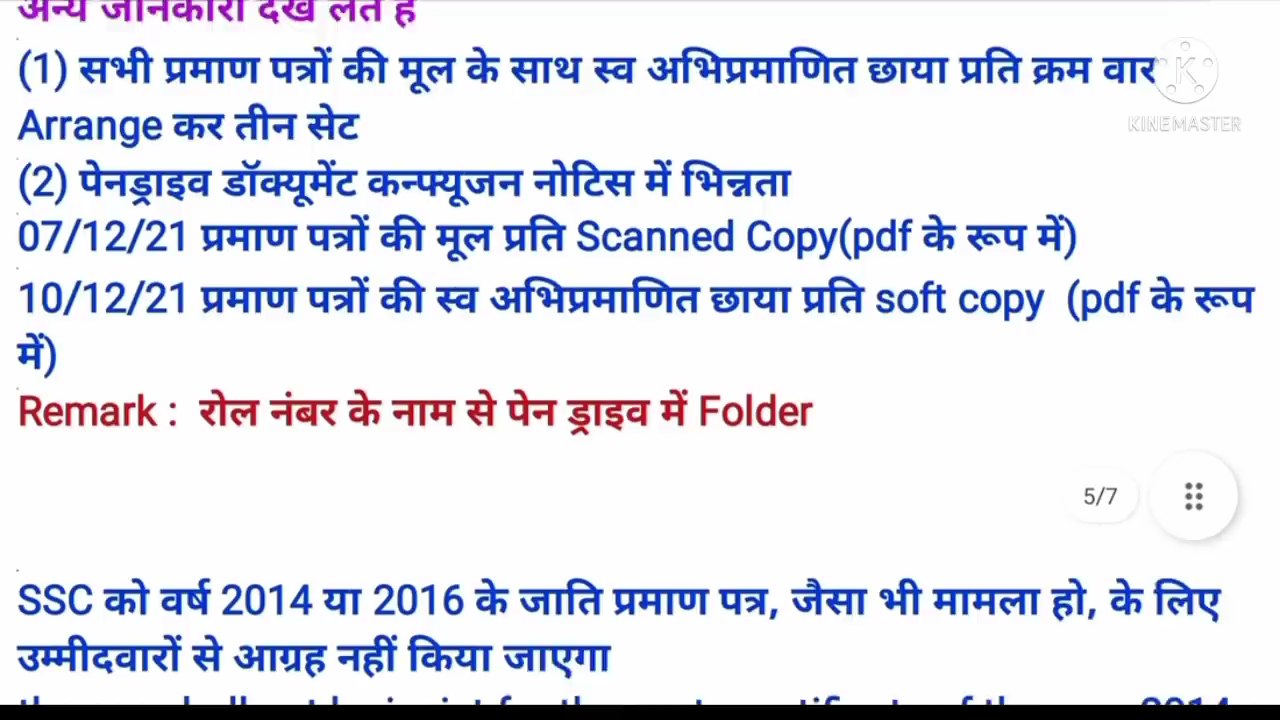 अन्य जानकारी देख लेते हैं
(1) सभी प्रमाण पत्रों की मूल के साथ स्व अभिप्रमाणित छाया प्रति क्रम वार
KINEMASTER
Arrange कर तीन सेट
(2) पेनड्राइव डॉक्यूमेंट कन्फ्यूजन नोटिस में भिन्नता
07/12/21 प्रमाण पत्रों की मूल प्रति Scanned Copy(pdf के रूप में)
10/12/21 प्रमाण पत्रों की स्व अभिप्रमाणित छाया प्रति soft copy (pdf के रूप
में)
Remark : रोल नंबर के नाम से पेन ड्राइव में Folder
5/7
SSC को वर्ष 2014 या 2016 के जाति प्रमाण पत्र, जैसा भी मामला हो, के लिए
उम्मीदवारों से आग्रह नहीं किया जाएगा